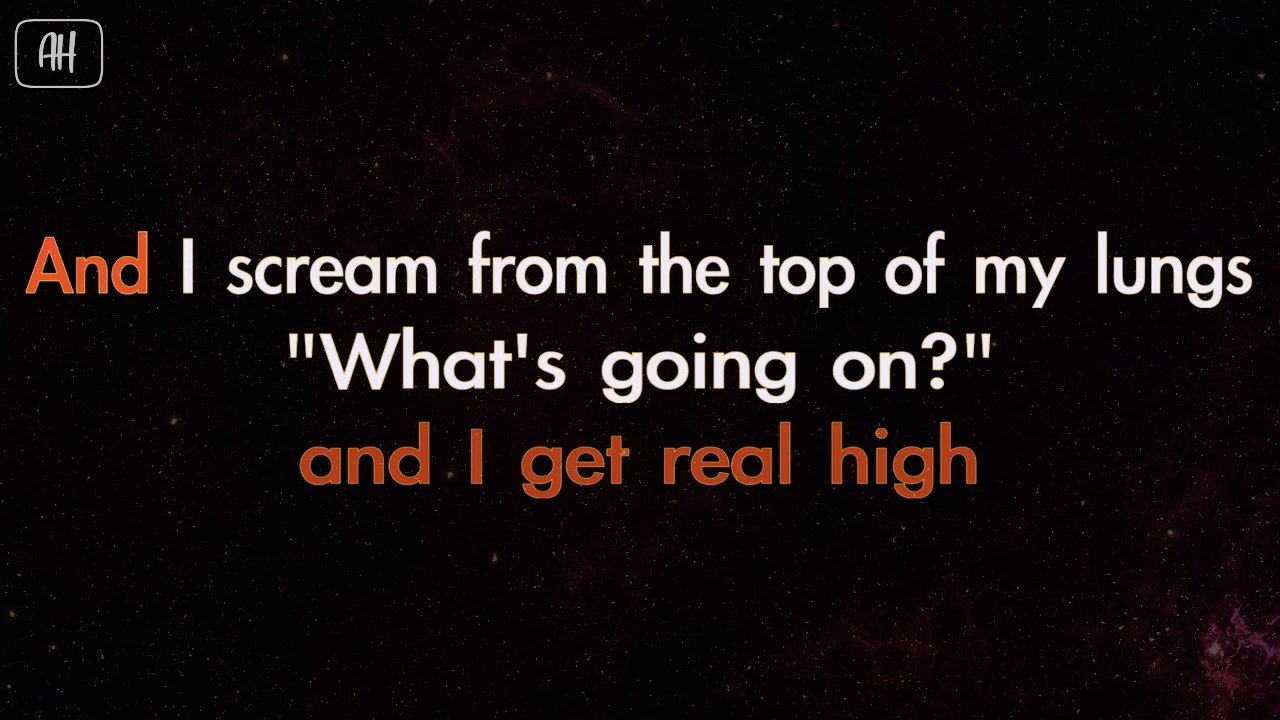 AH
And I scream from the top of my lungs
"What's going on?"
and I get real high